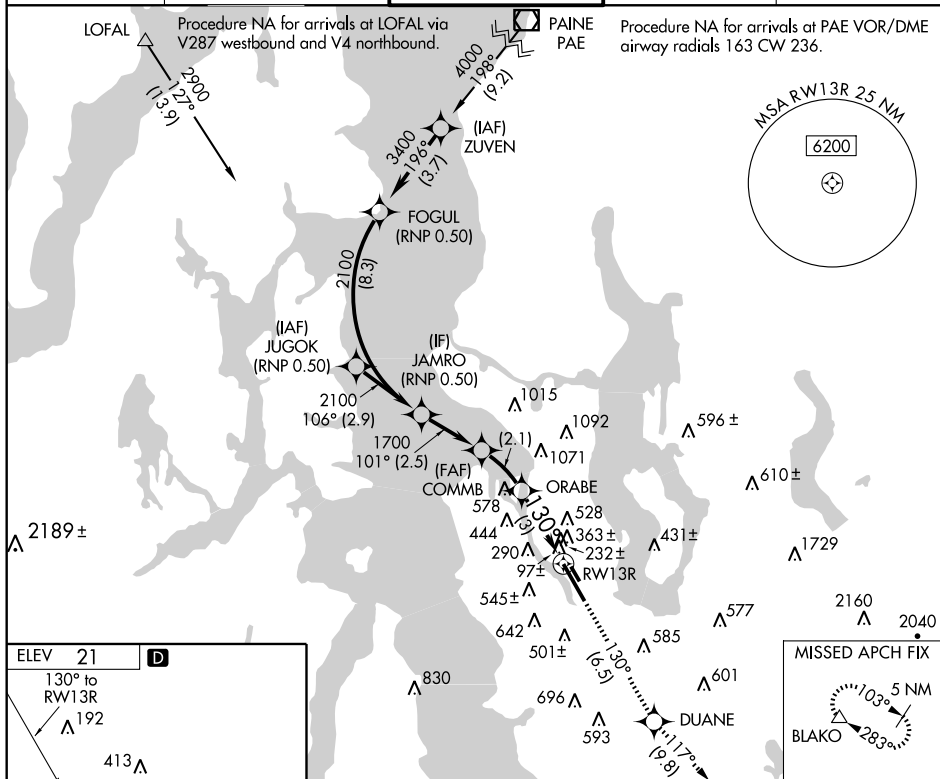 LOFAL
Procedure NA for arrivals at LOFAL via
V287 westbound and V4 northbound.
PAINE
PAE
Procedure NA for arrivals at PAE VOR/DME
airway radials 163 CW 236.
2900
127°
(13.9)
4000
198°
(9.2)
MSA RW13R 25 NM
6200
(IAF)
ZUVEN
3400
196°
(3.7)
FOGUL
(RNP 0.50)
2100
(8.3)
(IAF)
JUGOK
(RNP 0.50)
(IF)
JAMRO
(RNP 0.50)
2100
106° (2.9)
1700
101° (2.5)
(2.1)
(FAF)
COMMB
ORABE
1015
1092
1071
596 ±
610 ±
578
130°
(3)
528
444
363 ±
290
232 ±
97 ±
RW13R
431 ±
1729
2189 ±
545 ±
642
501 ±
585
577
2160
2040
130°
(6.5)
830
696
593
601
DUANE
117°
(9.8)
ELEV 21
D
130° to
RW13R
192
413
MISSED APCH FIX
5 NM
103°
283°
BLAKO